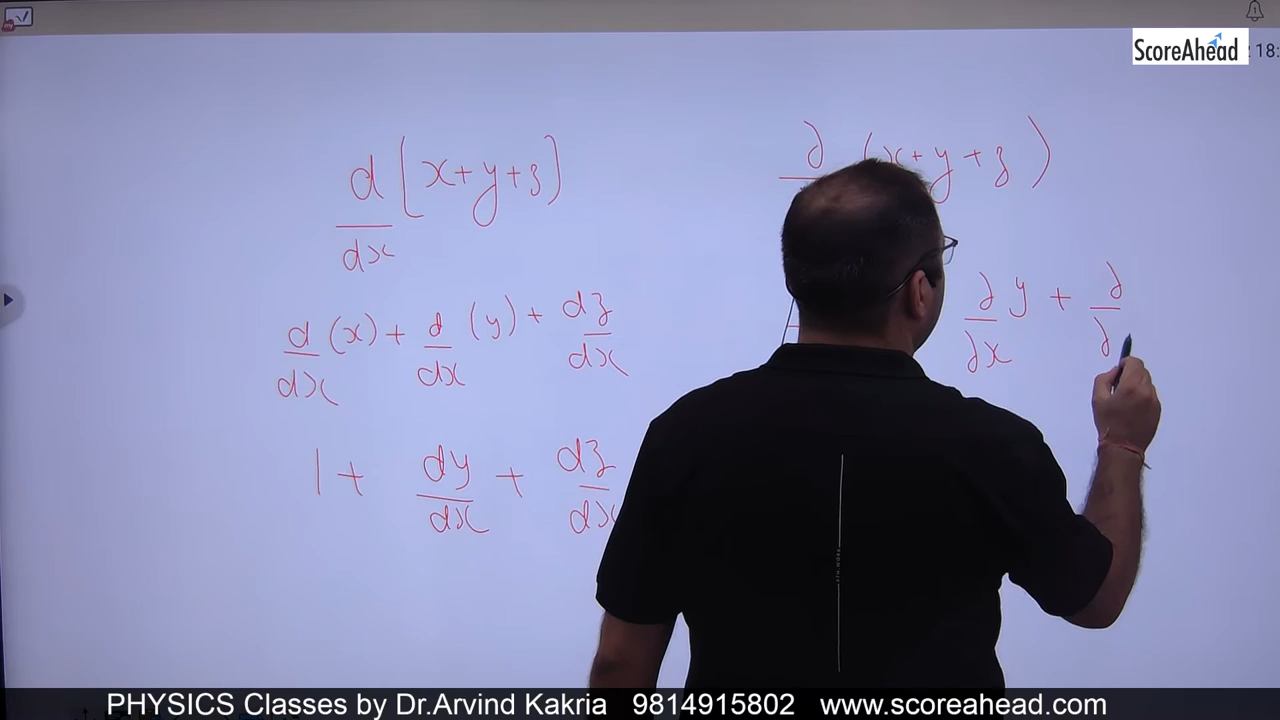 ScoreAhead
18:
d/dx [x+y+z]
d/dx (x) + d/dx (y) + dz/dx
1 + dy/dx + dz/dx
∂ (x+y+z)
∂/∂x y + ∂/∂
PHYSICS Classes by Dr.Arvind Kakria 9814915802 www.scoreahead.com